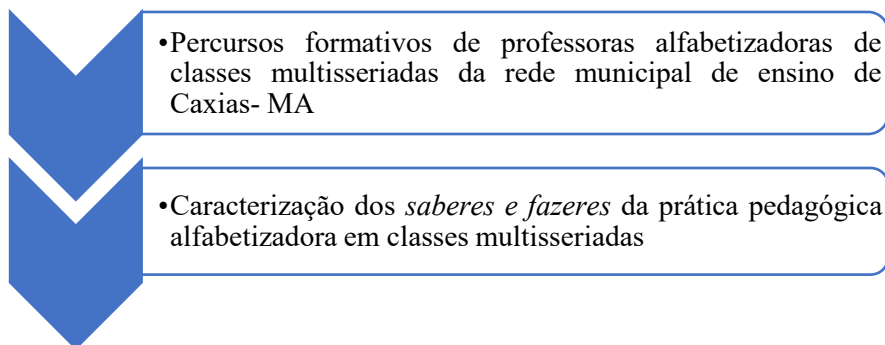 •Percursos formativos de professoras alfabetizadoras de
classes multisseriadas da rede municipal de ensino de
Caxias- MA
•Caracterização dos saberes e fazeres da prática pedagógica
alfabetizadora em classes multisseriadas